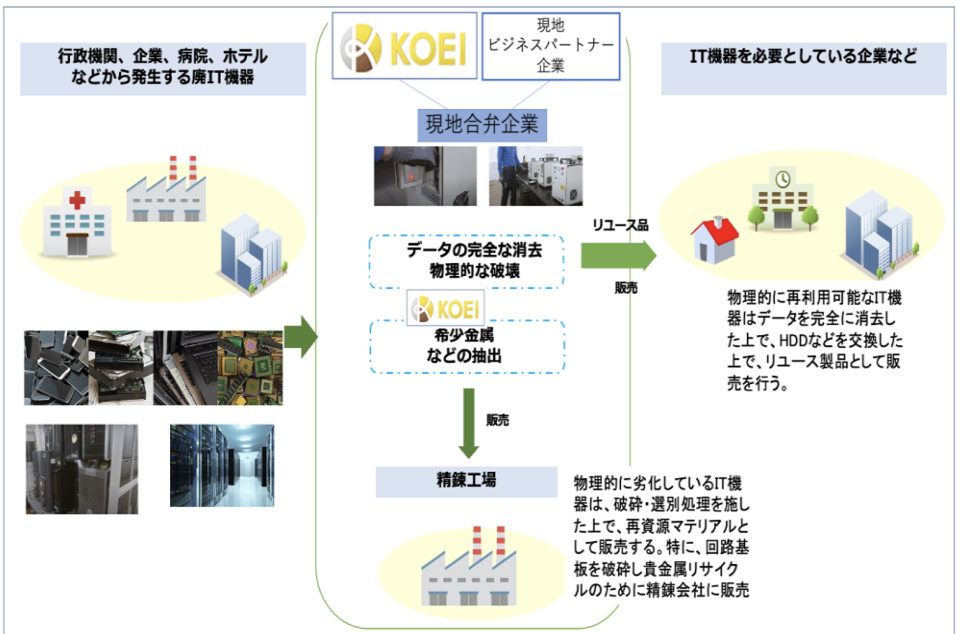 行政機関、企業、病院、ホテル
などから発生する廃IT機器
KOEI
現地
ビジネスパートナー
企業
現地合弁企業
データの完全な消去
物理的な破壊
KOEI
希少金属
などの抽出
販売
精錬工場
リユース品
販売
IT機器を必要としている企業など
物理的に再利用可能なIT機
器はデータを完全に消去し
た上で、HDDなどを交換した
上で、リユース製品として販
売を行う。
物理的に劣化しているIT機
器は、破砕・選別処理を施し
た上で、再資源マテリアルと
して販売する。特に、回路基
板を破砕し貴金属リサイク
ルのために精錬会社に販売